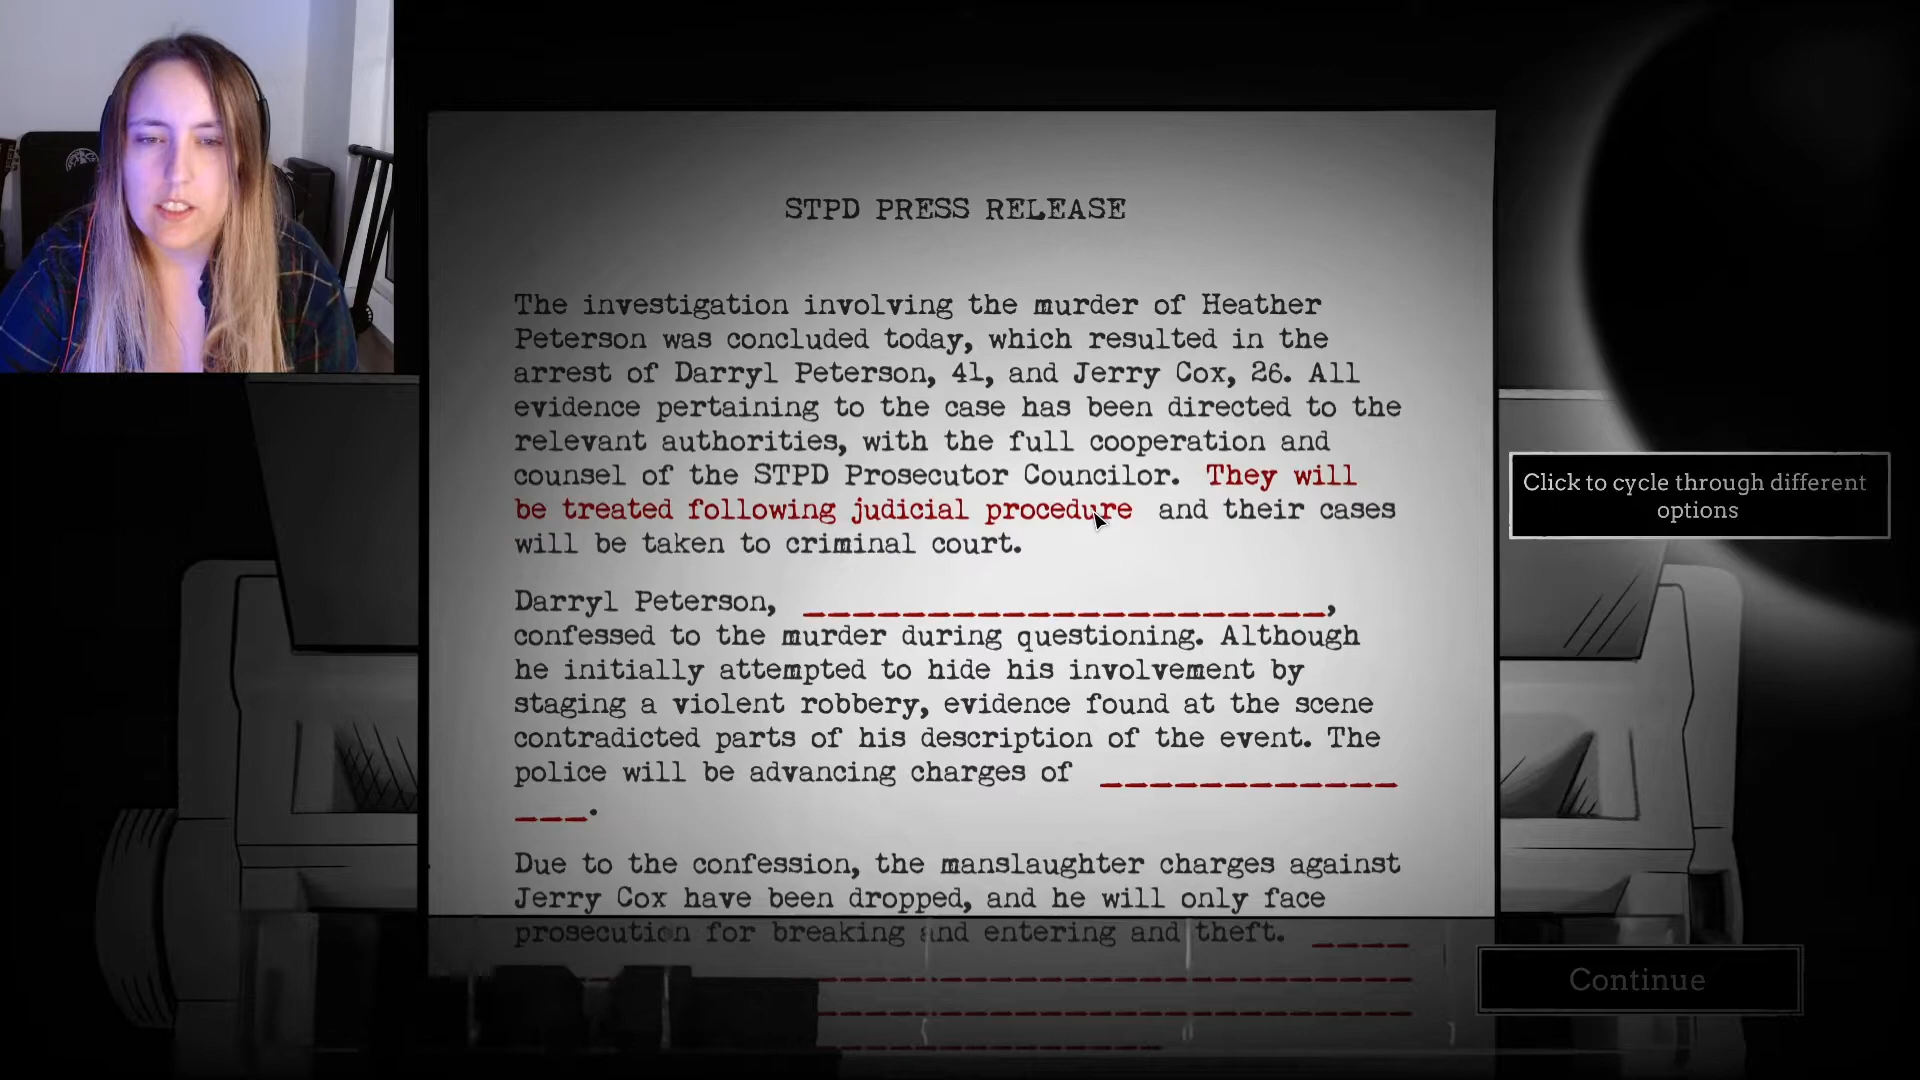 STPD PRESS RELEASE
The investigation involving the murder of Heather
Peterson was concluded today, which resulted in the
arrest of Darryl Peterson, 41, and Jerry Cox, 26. All
evidence pertaining to the case has been directed to the
relevant authorities, with the full cooperation and
counsel of the STPD Prosecutor Councilor. They will
be treated following judicial procedure and their cases
will be taken to criminal court.
Darryl Peterson, ____________________,
confessed to the murder during questioning. Although
he initially attempted to hide his involvement by
staging a violent robbery, evidence found at the scene
contradicted parts of his description of the event. The
police will be advancing charges of ____________
___.
Due to the confession, the manslaughter charges against
Jerry Cox have been dropped, and he will only face
prosecution for breaking and entering and theft. ____
Click to cycle through different
options
Continue